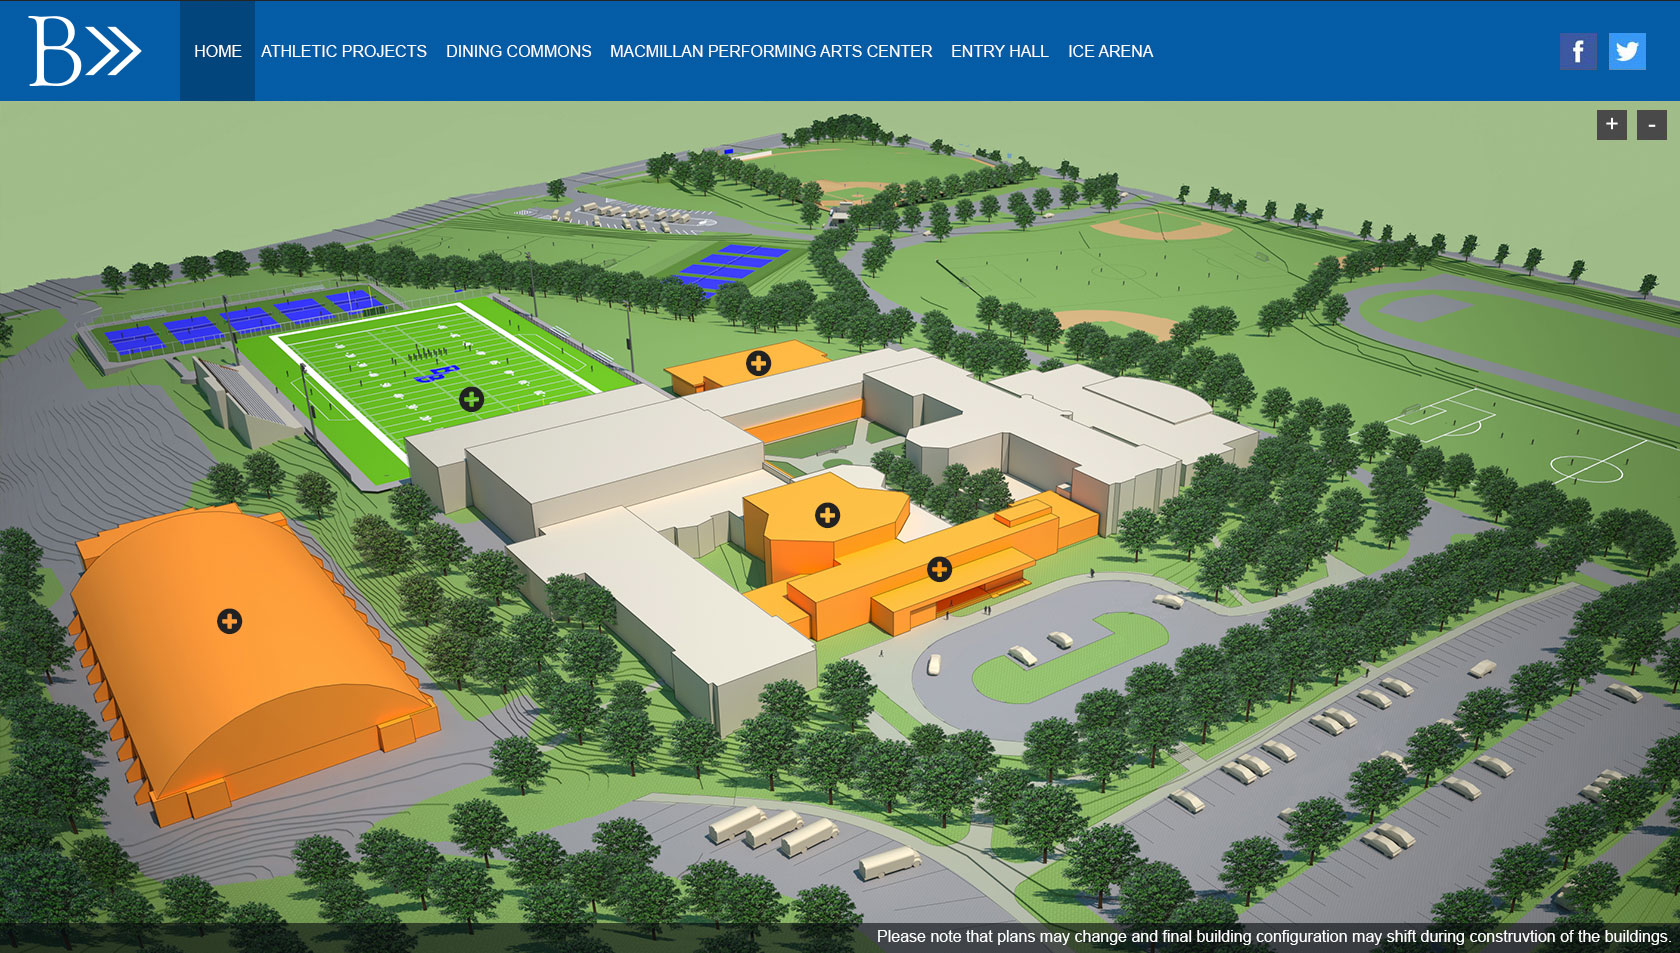 B»
HOME ATHLETIC PROJECTS DINING COMMONS MACMILLAN PERFORMING ARTS CENTER ENTRY HALL ICE ARENA
f
+ -
Please note that plans may change and final building configuration may shift during construvtion of the buildings.